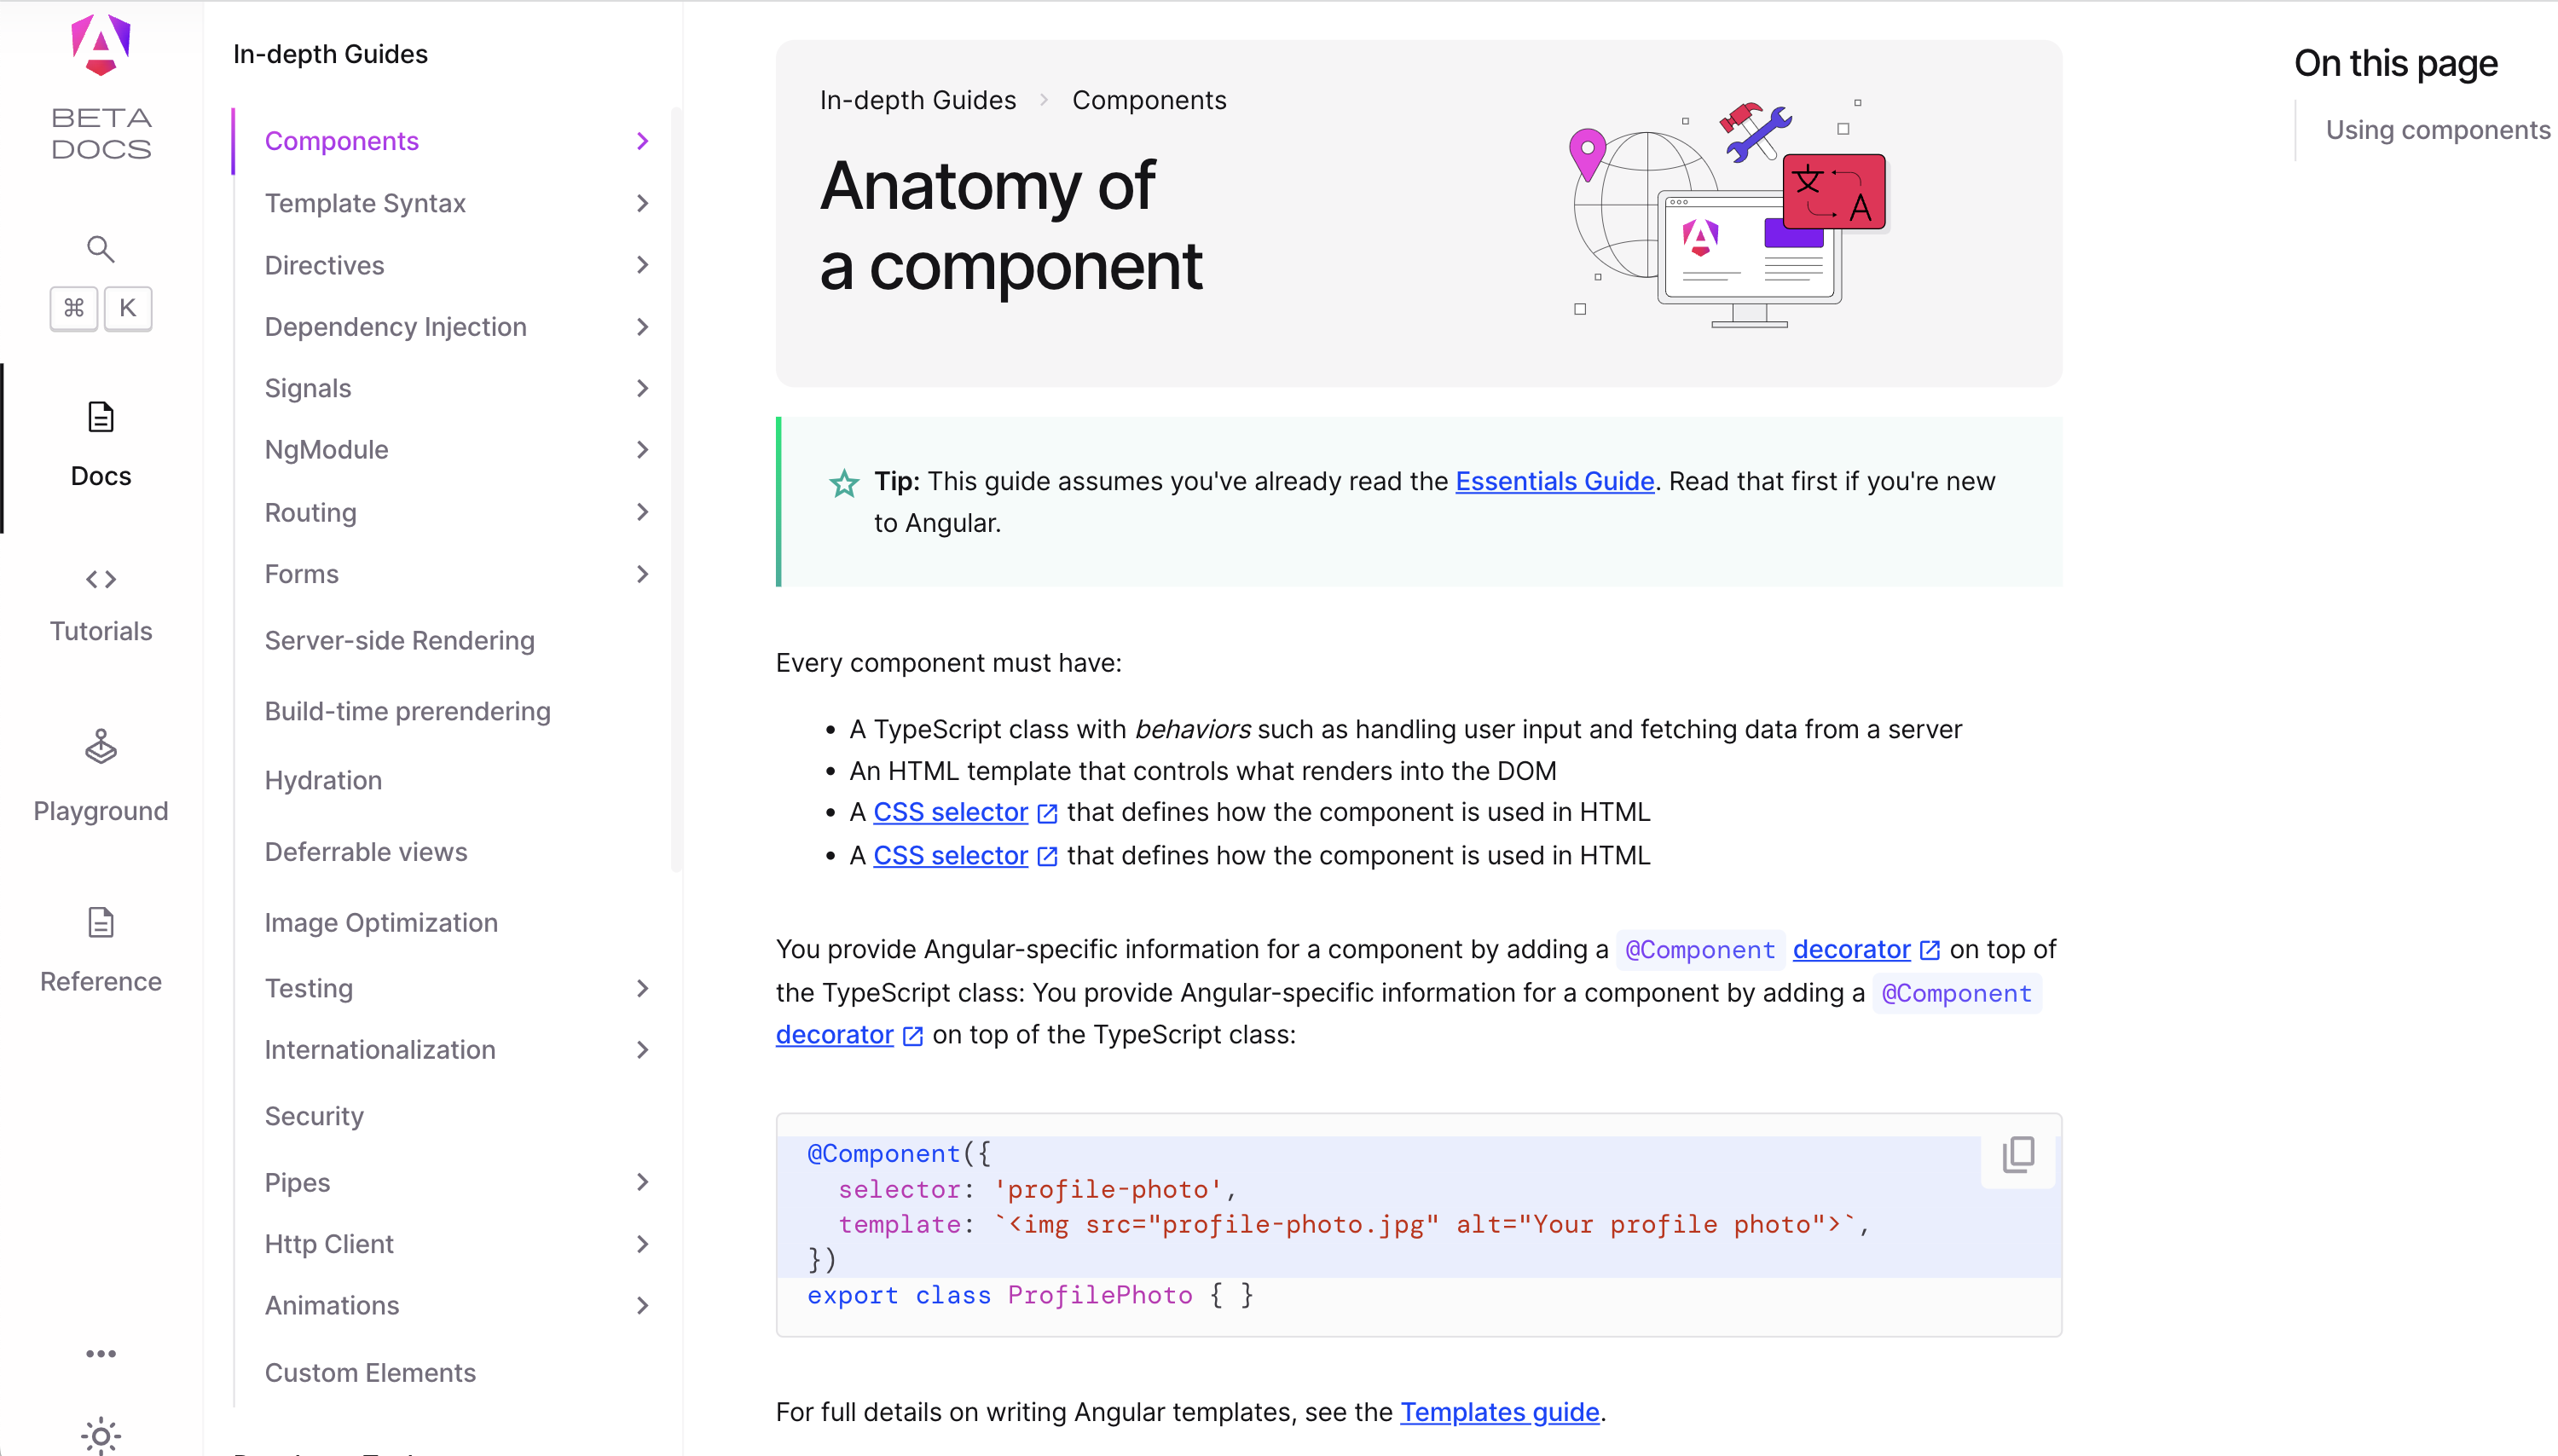 BETA
DOCS
⌘ K
Docs
Tutorials
Playground
Reference
In-depth Guides
Components
Template Syntax
Directives
Dependency Injection
Signals
NgModule
Routing
Forms
Server-side Rendering
Build-time prerendering
Hydration
Deferrable views
Image Optimization
Testing
Internationalization
Security
Pipes
Http Client
Animations
Custom Elements
In-depth Guides > Components
Anatomy of
a component
文
A
Tip: This guide assumes you've already read the Essentials Guide. Read that first if you're new
to Angular.
Every component must have:
• A TypeScript class with behaviors such as handling user input and fetching data from a server
• An HTML template that controls what renders into the DOM
• A CSS selector that defines how the component is used in HTML
• A CSS selector that defines how the component is used in HTML
You provide Angular-specific information for a component by adding a @Component decorator on top of
the TypeScript class: You provide Angular-specific information for a component by adding a @Component
decorator on top of the TypeScript class:
@Component({
  selector: 'profile-photo',
  template: `<img src="profile-photo.jpg" alt="Your profile photo">`,
})
export class ProfilePhoto { }
For full details on writing Angular templates, see the Templates guide.
On this page
Using components